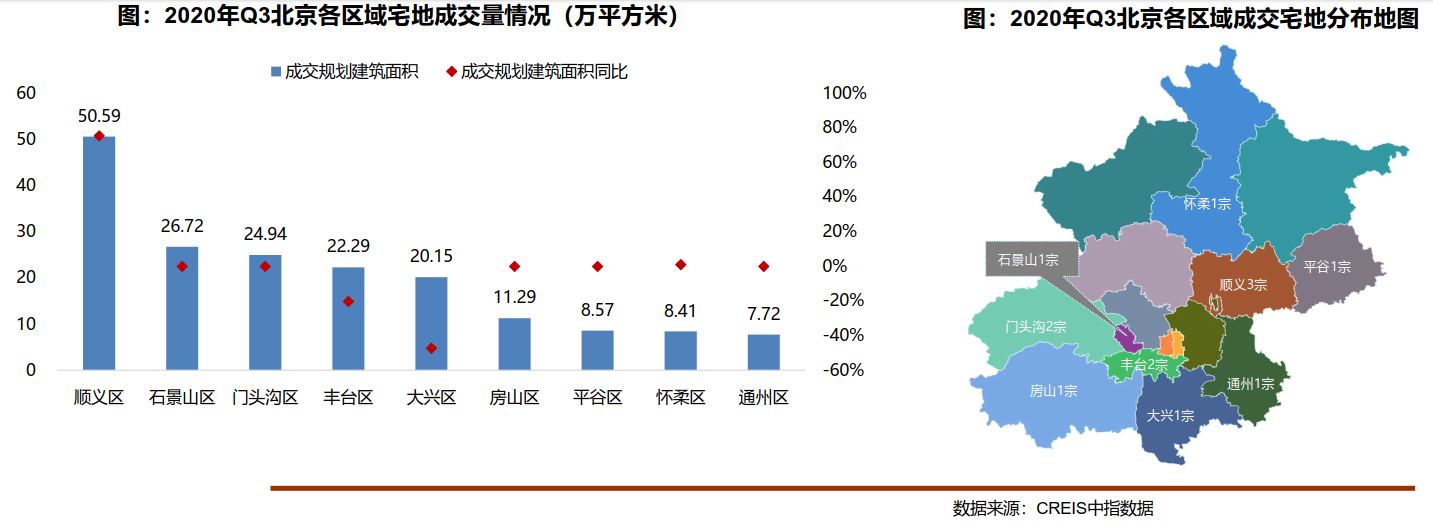 图：2020年Q3北京各区域宅地成交量情况（万平方米）
成交规划建筑面积
成交规划建筑面积同比
60
50
40
30
20
10
0
50.59
26.72
24.94
22.29
20.15
11.29
8.57
8.41
7.72
100%
80%
60%
40%
20%
0%
-20%
-40%
-60%
顺义区
石景山区
门头沟区
丰台区
大兴区
房山区
平谷区
怀柔区
通州区
图：2020年Q3北京各区域成交宅地分布地图
怀柔1宗
石景山1宗
平谷1宗
顺义3宗
门头沟2宗
丰台2宗
通州1宗
房山1宗
大兴1宗
数据来源：CREIS中指数据